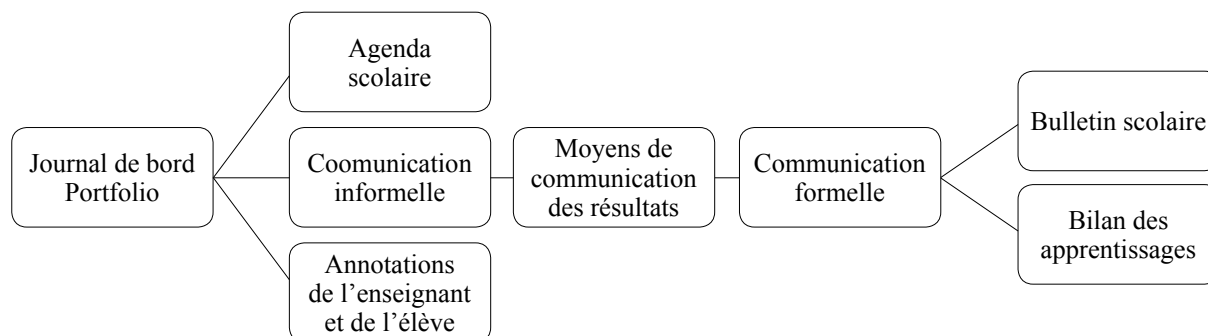 Journal de bord
Portfolio
Agenda
scolaire
Coomunication
informelle
Annotations
de l’enseignant
et de l’élève
Moyens de
communication
des résultats
Communication
formelle
Bulletin scolaire
Bilan des
apprentissages